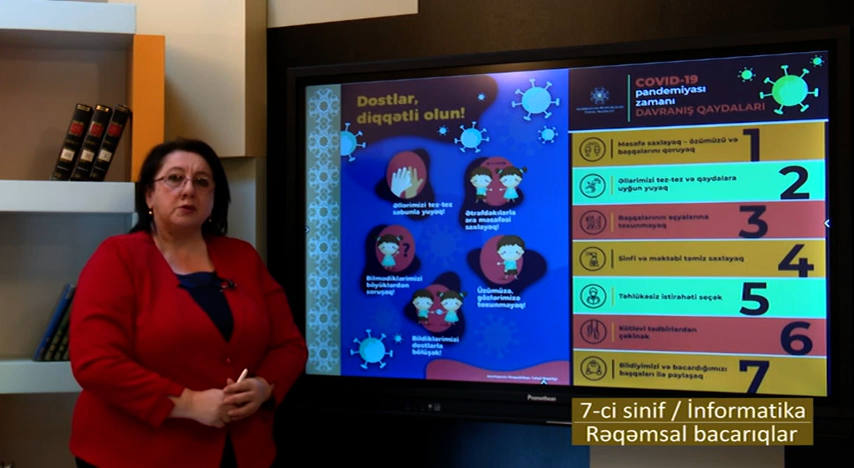 Dostlar,
diqqətli olun!
Əllərimizi tez-tez
sabunla yuyaq!
Ətrafdakılarla
ara məsafəsi
saxlayaq!
Bilmədiklərimizi
böyüklərdən
soruşaq!
Üzümüzə,
gözlərimizə
toxunmayaq!
Bildiklərimizi
dostlarla
bölüşək!
COVID-19
pandemiyası
zamanı
DAVRANIŞ QAYDALARI
Məsafə saxlayaq – özümüzü və
başqalarını qoruyaq
1
Əllərimizi tez-tez və qaydalara
uyğun yuyaq
2
Başqalarının əşyalarına
toxunmayaq
3
Sinfi və məktəbi təmiz saxlayaq
4
Təhlükəsiz istirahəti seçək
5
Kütləvi tədbirlərdən
çəkinək
6
Bildiyimizi və bacardığımızı
başqaları ilə paylaşaq
7
Promethean
7-ci sinif / İnformatika
Rəqəmsal bacarıqlar